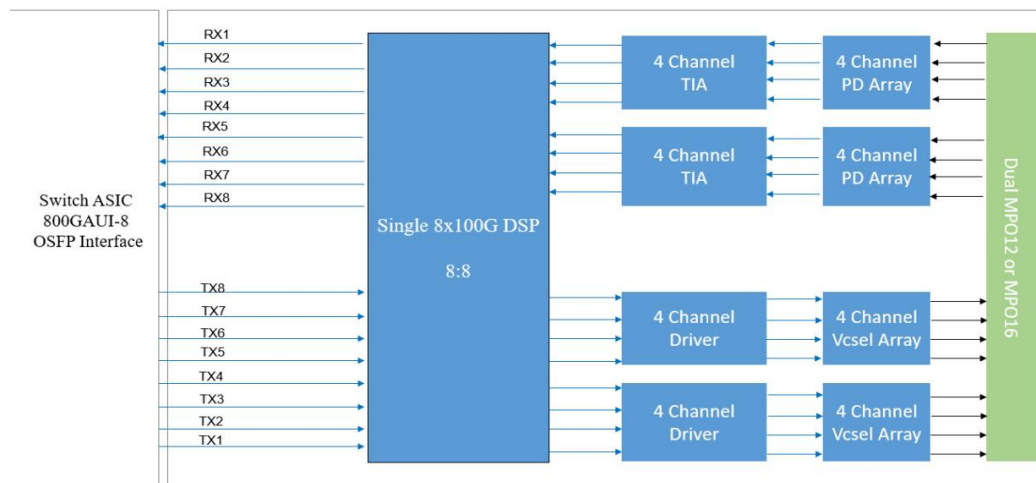 RX1
RX2
RX3
RX4
RX5
RX6
RX7
RX8
Switch ASIC
800GAUI-8
OSFP Interface
TX8
TX7
TX6
TX5
TX4
TX3
TX2
TX1
Single 8x100G DSP
8:8
4 Channel
TIA
4 Channel
PD Array
4 Channel
TIA
4 Channel
PD Array
4 Channel
Driver
4 Channel
Vcsel Array
4 Channel
Driver
4 Channel
Vcsel Array
Dual MPO12 or MPO16